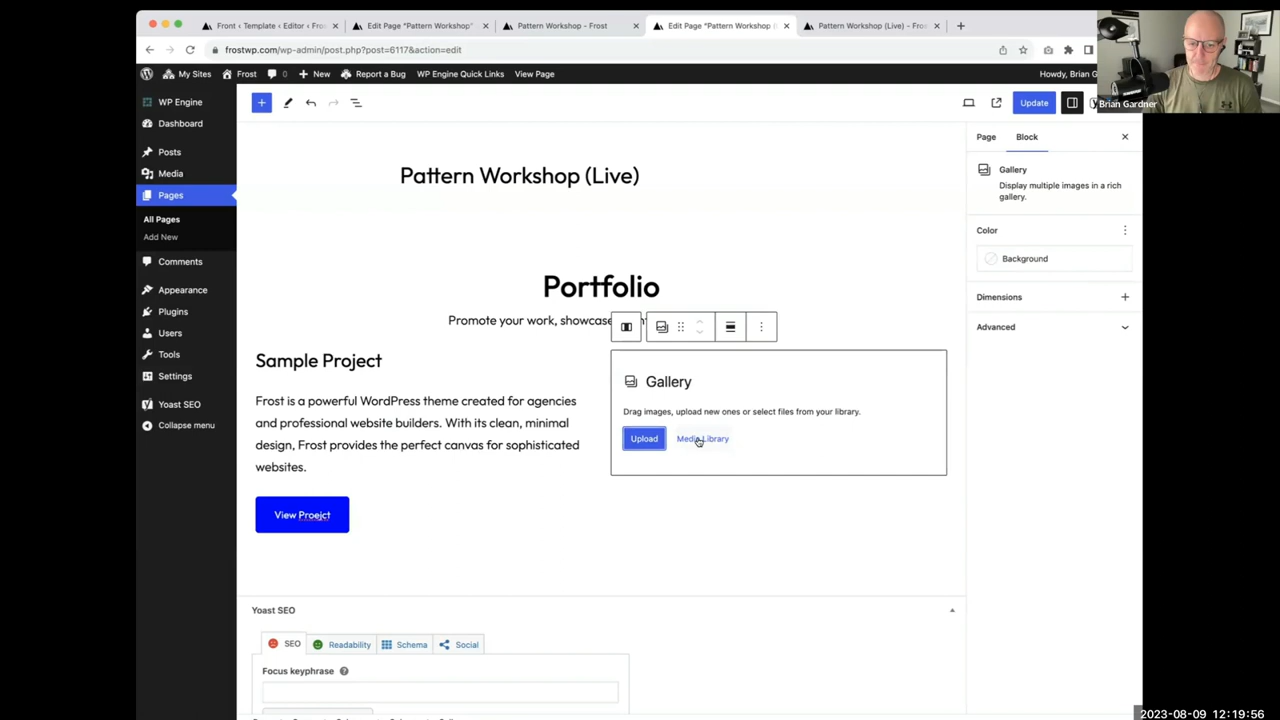 Front ‹ Template ‹ Editor ‹ Fro
Edit Page "Pattern Workshop"
Pattern Workshop - Frost
Edit Page "Pattern Workshop (
Pattern Workshop (Live) – Fro
frostwp.com/wp-admin/post.php?post=6117&action=edit
My Sites
Frost
0
New
Report a Bug
WP Engine Quick Links
View Page
Howdy, Brian G
Brian Gardner
WP Engine
Dashboard
Posts
Media
Pages
All Pages
Add New
Comments
Appearance
Plugins
Users
Tools
Settings
Yoast SEO
Collapse menu
Update
Pattern Workshop (Live)
Portfolio
Promote your work, showcase
Sample Project
Frost is a powerful WordPress theme created for agencies
and professional website builders. With its clean, minimal
design, Frost provides the perfect canvas for sophisticated
websites.
View Proejct
Gallery
Drag images, upload new ones or select files from your library.
Upload
Media Library
Page
Block
Gallery
Display multiple images in a rich
gallery.
Color
Background
Dimensions
Advanced
Yoast SEO
SEO
Readability
Schema
Social
Focus keyphrase
2023-08-09 12:19:56